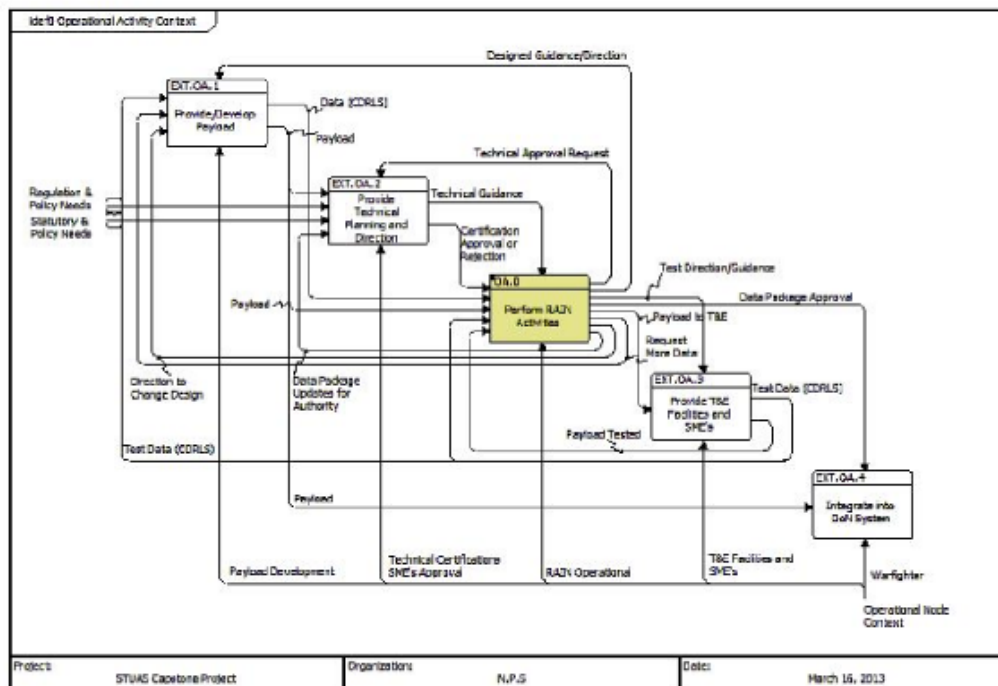 Idef0 Operational Activity Context
Designed Guidance/Direction
EXT.OA.1
Provide/Develop
Payload
Data (CDRLS)
Payload
Technical Approval Request
EXT.OA.2
Provide
Technical
Planning and
Direction
Technical Guidance
Regulation &
Policy Needs
Statutory &
Policy Needs
Certification
Approval or
Rejection
OA.0
Perform RAIN
Activities
Test Direction/Guidance
Data Package Approval
Payload
Payload to T&E
Request
More Data
Direction to
Change Design
Data Package
Updates for
Authority
EXT.OA.3
Provide T&E
Facilities and
SME's
Test Data (CDRLS)
Payload Tested
Test Data (CDRLS)
EXT.OA.4
Integrate into
DoN System
Payload
Payload Development
Technical Certifications
SME's Approval
RAIN Operational
T&E Facilities and
SME's
Warfighter
Operational Node
Context
Project:
STUAS Capstone Project
Organization:
N.P.S
Date:
March 16, 2013